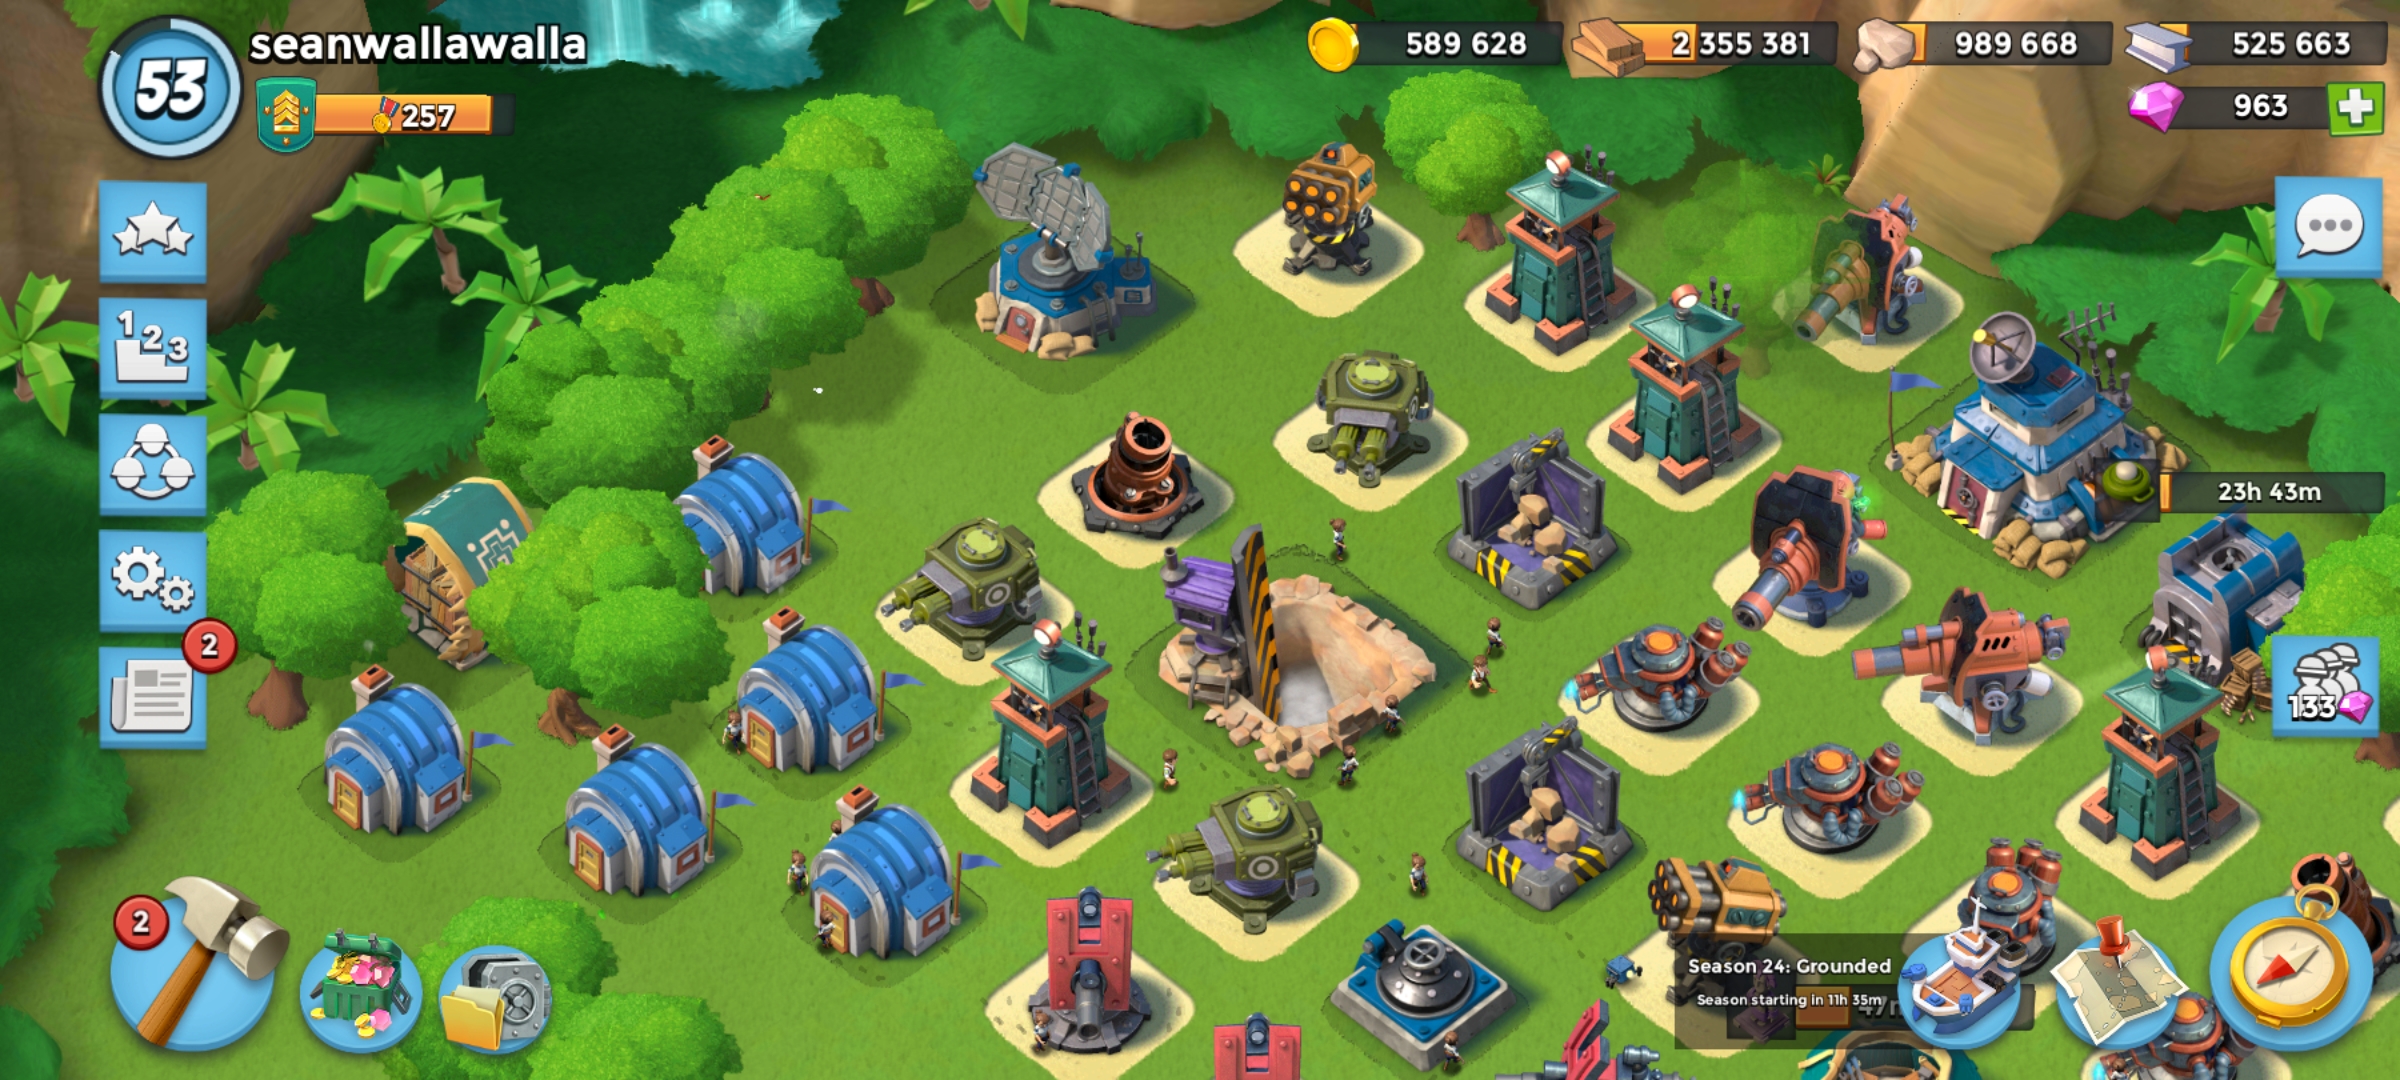 53
seanwallawalla
257
589 628
2 355 381
989 668
525 663
963
123
23h 43m
2
133
2
Season 24: Grounded
Season starting in 11h 35m